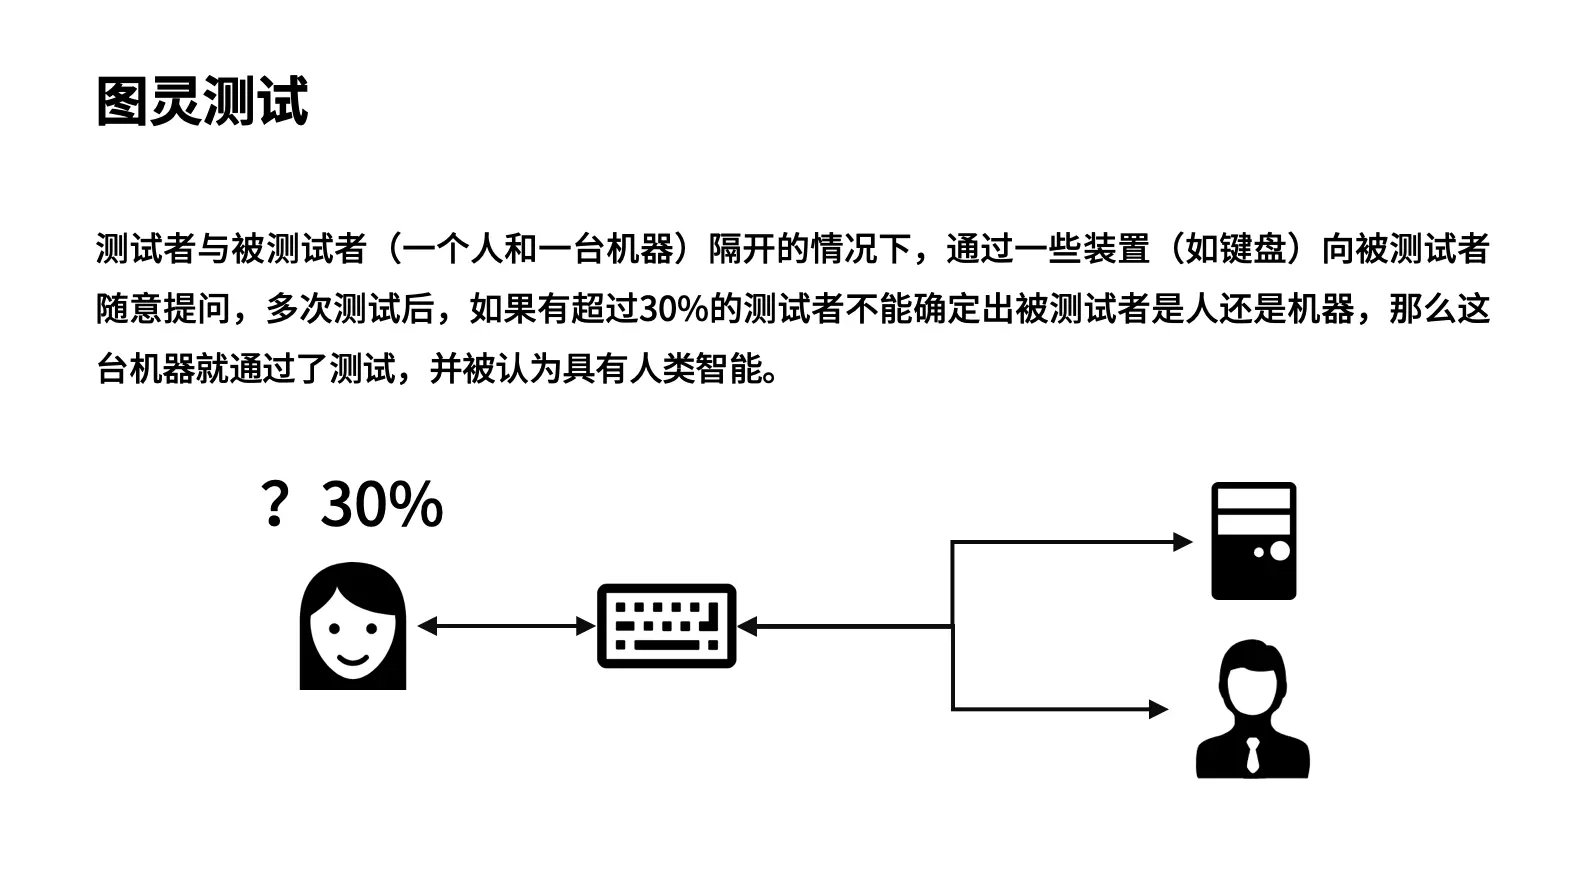 图灵测试
测试者与被测试者（一个人和一台机器）隔开的情况下，通过一些装置（如键盘）向被测试者
随意提问，多次测试后，如果有超过30%的测试者不能确定出被测试者是人还是机器，那么这
台机器就通过了测试，并被认为具有人类智能。
？30%